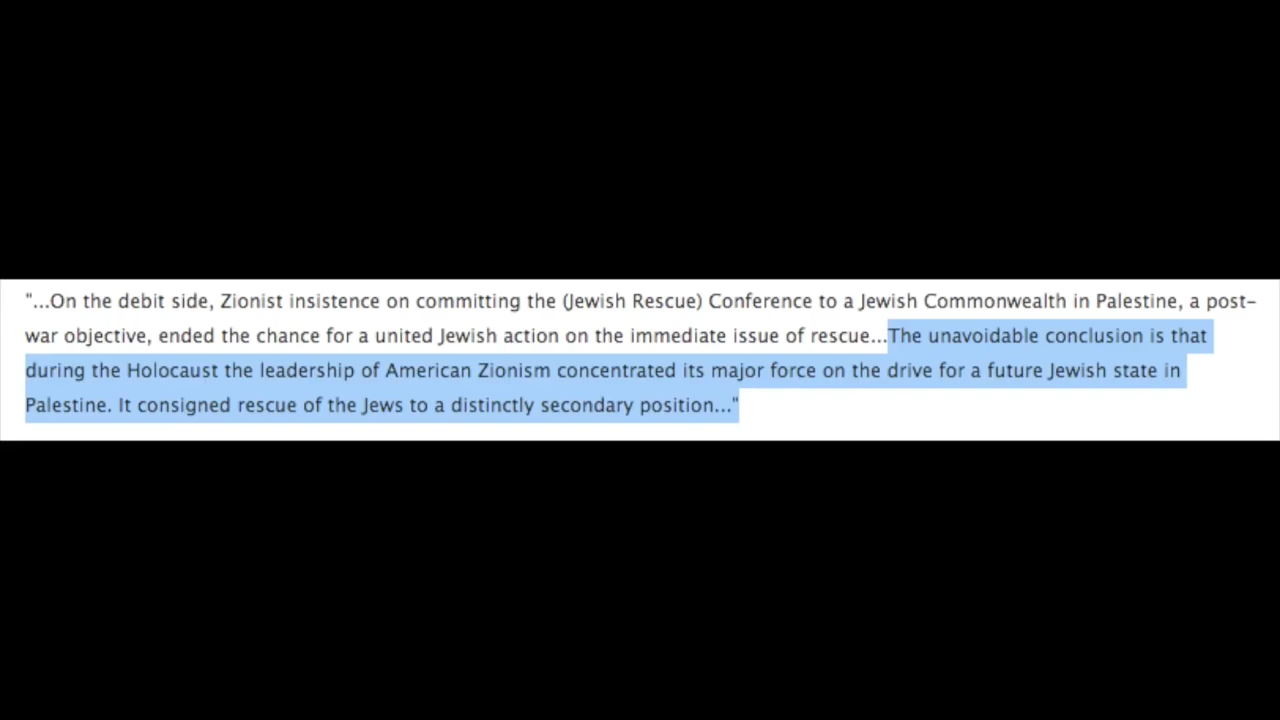 "...On the debit side, Zionist insistence on committing the (Jewish Rescue) Conference to a Jewish Commonwealth in Palestine, a post-
war objective, ended the chance for a united Jewish action on the immediate issue of rescue...The unavoidable conclusion is that
during the Holocaust the leadership of American Zionism concentrated its major force on the drive for a future Jewish state in
Palestine. It consigned rescue of the Jews to a distinctly secondary position..."